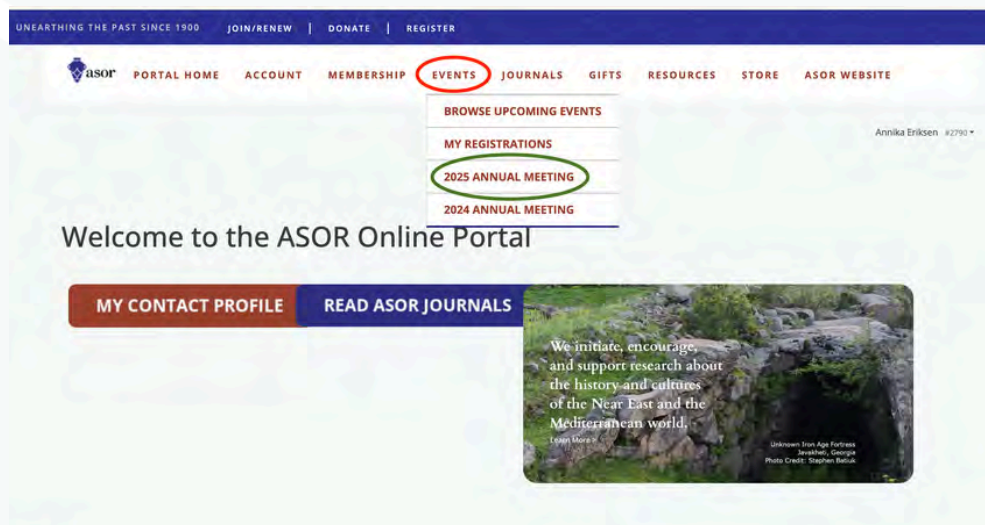 UNEARTHING THE PAST SINCE 1900 JOIN/RENEW | DONATE | REGISTER
asor PORTAL HOME ACCOUNT MEMBERSHIP EVENTS JOURNALS GIFTS RESOURCES STORE ASOR WEBSITE
BROWSE UPCOMING EVENTS
MY REGISTRATIONS
2025 ANNUAL MEETING
2024 ANNUAL MEETING
Annika Eriksen #2790
Welcome to the ASOR Online Portal
MY CONTACT PROFILE READ ASOR JOURNALS
We initiate, encourage,
and support research about
the history and cultures
of the Near East and the
Mediterranean world.
Learn More >
Unknown Iron Age Fortress
Javakheti, Georgia
Photo Credit: Stephen Batiuk